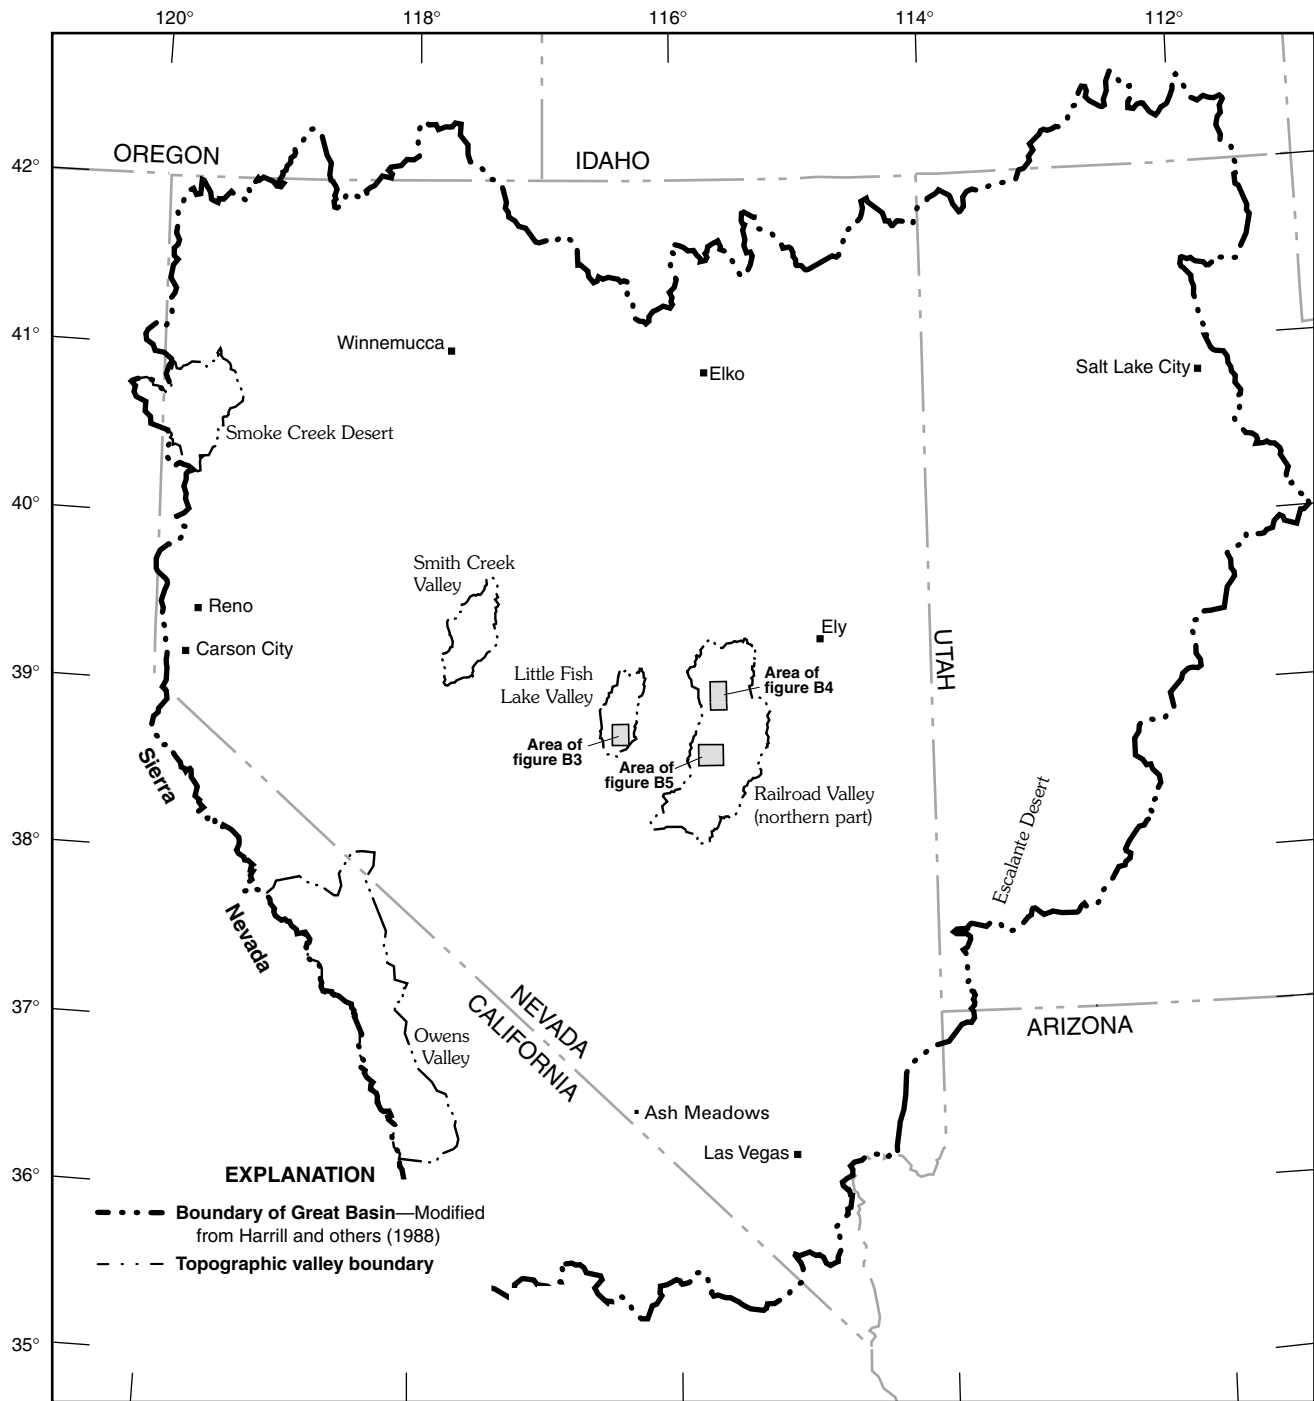 120°
118°
116°
114°
112°
42°
OREGON
IDAHO
41°
Winnemucca
Elko
Salt Lake City
Smoke Creek Desert
40°
Smith Creek
Valley
Reno
Carson City
Ely
UTAH
39°
Little Fish
Lake Valley
Area of
figure B4
Area of
figure B3
Area of
figure B5
Sierra
Railroad Valley
(northern part)
38°
Escalante Desert
Nevada
37°
NEVADA
CALIFORNIA
ARIZONA
Owens
Valley
Ash Meadows
Las Vegas
36°
EXPLANATION
Boundary of Great Basin—Modified
from Harrill and others (1988)
Topographic valley boundary
35°